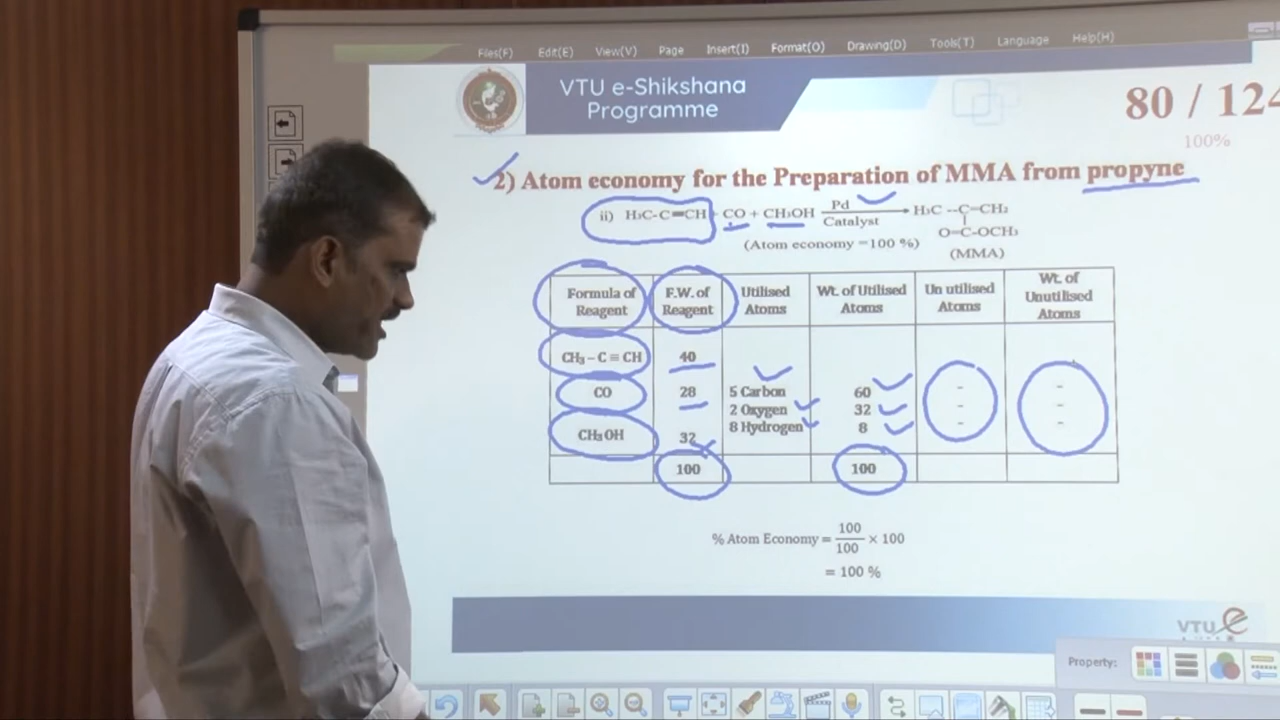 Files(F) Edit(E) View(V) Page Insert(I) Format(O) Drawing(D) Tools(T) Language Help(H)
VTU e-Shikshana
Programme
80 / 124
100%
2) Atom economy for the Preparation of MMA from propyne
ii) H₃C-C≡CH + CO + CH₃OH Pd Catalyst H₃C --C=CH₂
O=C-OCH₃
(Atom economy =100 %)
(MMA)
Formula of Reagent F.W. of Reagent Utilised Atoms Wt. of Utilised Atoms Un utilised Atoms Wt. of Unutilised Atoms
CH₃ – C ≡ CH 40
CO 28 5 Carbon 60 - -
2 Oxygen 32 - -
CH₃ OH 32 8 Hydrogen 8 - -
100 100
% Atom Economy = 100/100 × 100
= 100 %
VTU e
Property: